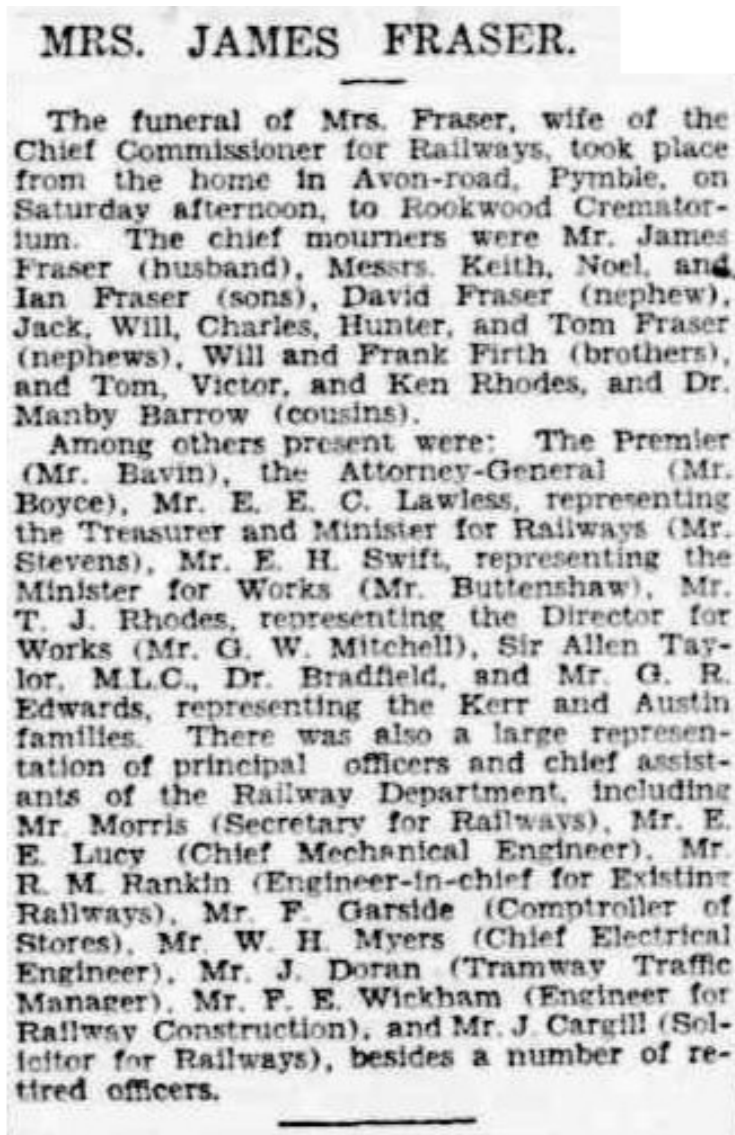 MRS. JAMES FRASER.
The funeral of Mrs. Fraser, wife of the
Chief Commissioner for Railways, took place
from the home in Avon-road, Pymble, on
Saturday afternoon, to Rookwood Cremator-
ium. The chief mourners were Mr. James
Fraser (husband), Messrs. Keith, Noel, and
Ian Fraser (sons), David Fraser (nephew),
Jack, Will, Charles, Hunter, and Tom Fraser
(nephews), Will and Frank Firth (brothers),
and Tom, Victor, and Ken Rhodes, and Dr.
Manby Barrow (cousins).
Among others present were: The Premier
(Mr. Bavin), the Attorney-General (Mr.
Boyce), Mr. E. E. C. Lawless, representing
the Treasurer and Minister for Railways (Mr.
Stevens), Mr. E. H. Swift, representing the
Minister for Works (Mr. Buttenshaw), Mr.
T. J. Rhodes, representing the Director for
Works (Mr. G. W. Mitchell), Sir Allen Tay-
lor, M.L.C., Dr. Bradfield, and Mr. G. R.
Edwards, representing the Kerr and Austin
families. There was also a large represen-
tation of principal officers and chief assist-
ants of the Railway Department, including
Mr. Morris (Secretary for Railways), Mr. E.
E. Lucy (Chief Mechanical Engineer), Mr.
R. M. Rankin (Engineer-in-chief for Existing
Railways), Mr. F. Garside (Comptroller of
Stores), Mr. W. H. Myers (Chief Electrical
Engineer), Mr. J. Doran (Tramway Traffic
Manager), Mr. F. E. Wickham (Engineer for
Railway Construction), and Mr. J. Cargill (Sol-
icitor for Railways), besides a number of re-
tired officers.